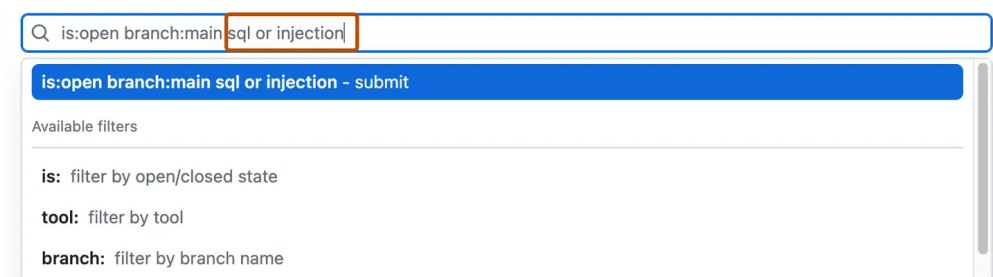 is:open branch:main sql or injection
is:open branch:main sql or injection - submit
Available filters
is: filter by open/closed state
tool: filter by tool
branch: filter by branch name